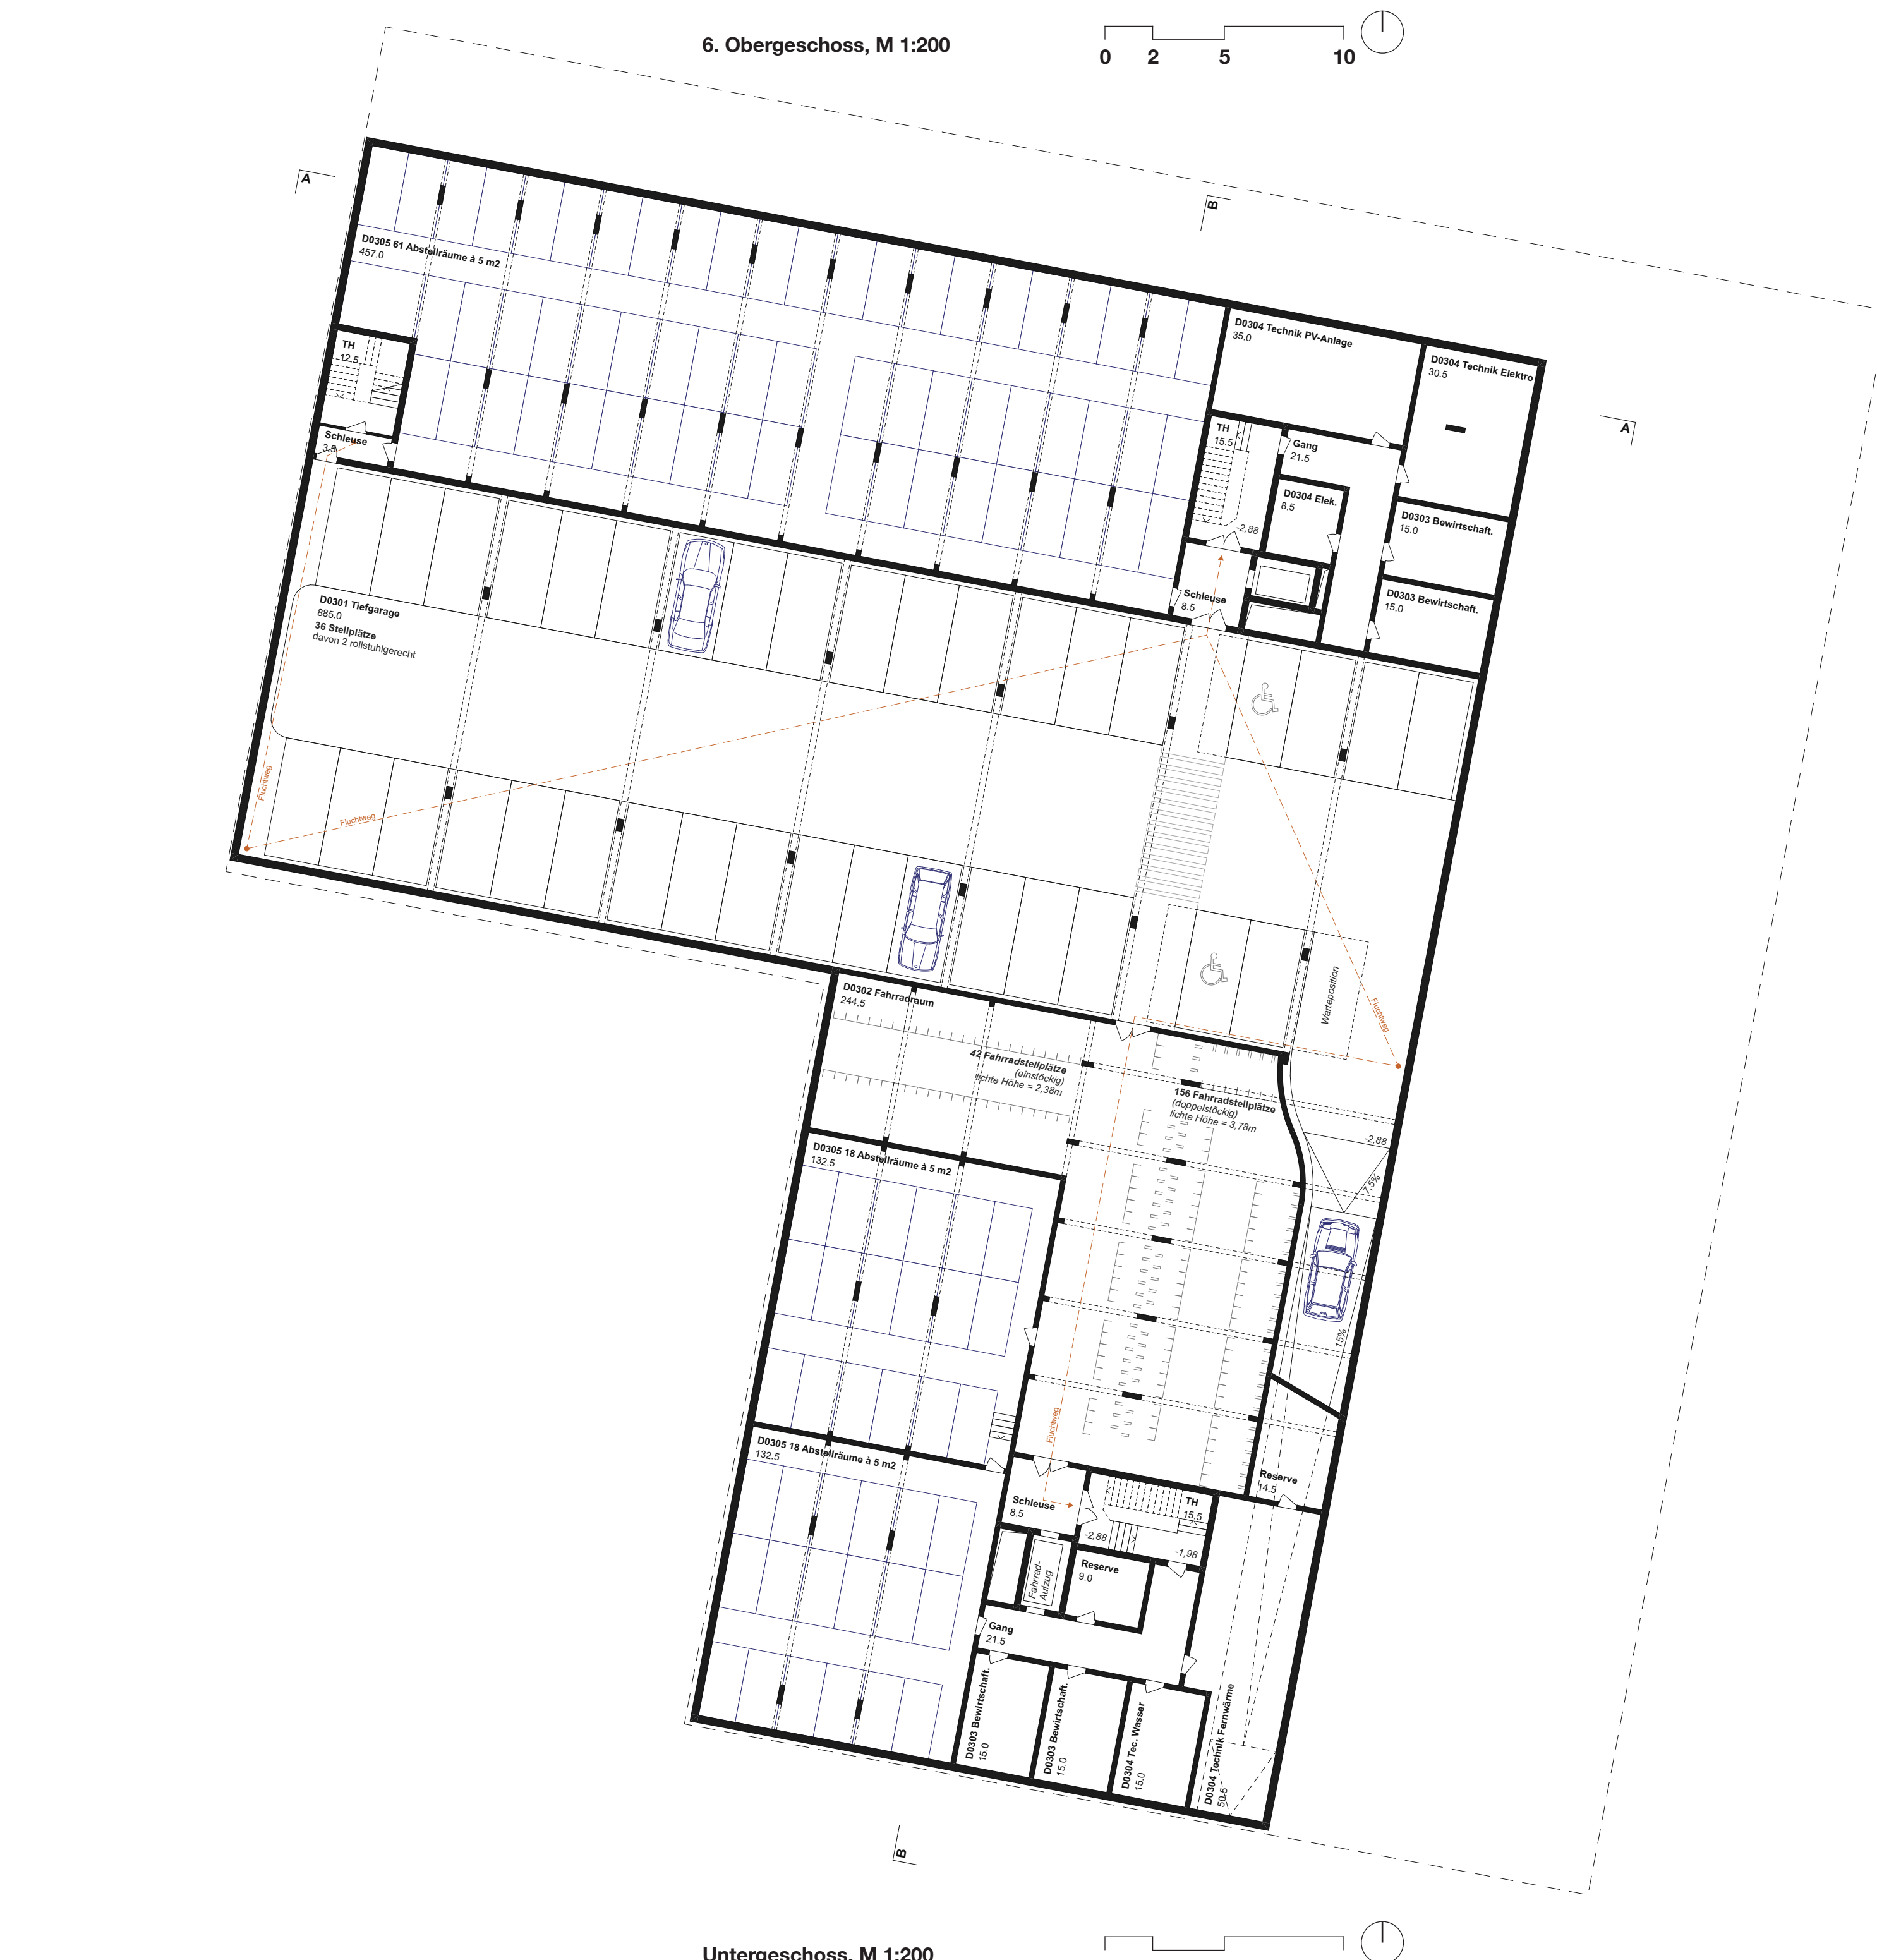 6. Obergeschoss, M 1:200
0 2 5 10
A
B
D0305 61 Abstellräume à 5 m2
457.0
D0304 Technik PV-Anlage
35.0
D0304 Technik Elektro
30.5
TH
12.5
Schleuse
3.8
TH
15.5
Gang
21.5
A
D0304 Elek.
8.5
-2,88
D0303 Bewirtschaft.
15.0
D0303 Bewirtschaft.
15.0
Schleuse
8.5
D0301 Tiefgarage
885.0
36 Stellplätze
davon 2 rollstuhlgerecht
Fluchtweg
Fluchtweg
Warteposition
Fluchtweg
D0302 Fahrradraum
244.5
42 Fahrradstellplätze
(einstöckig)
lichte Höhe = 2,38m
156 Fahrradstellplätze
(doppelstöckig)
lichte Höhe = 3,78m
-2,88
7.5%
15%
D0305 18 Abstellräume à 5 m2
132.5
Fluchtweg
D0305 18 Abstellräume à 5 m2
132.5
Reserve
14.5
Schleuse
8.5
TH
15.5
-2,88
-1,98
Fahrrad-
Aufzug
Reserve
9.0
Gang
21.5
D0303 Bewirtschaft.
15.0
D0303 Bewirtschaft.
15.0
D0304 Tec. Wasser
15.0
D0304 Technik Fernwärme
50.5
B
Untergeschoss, M 1:200